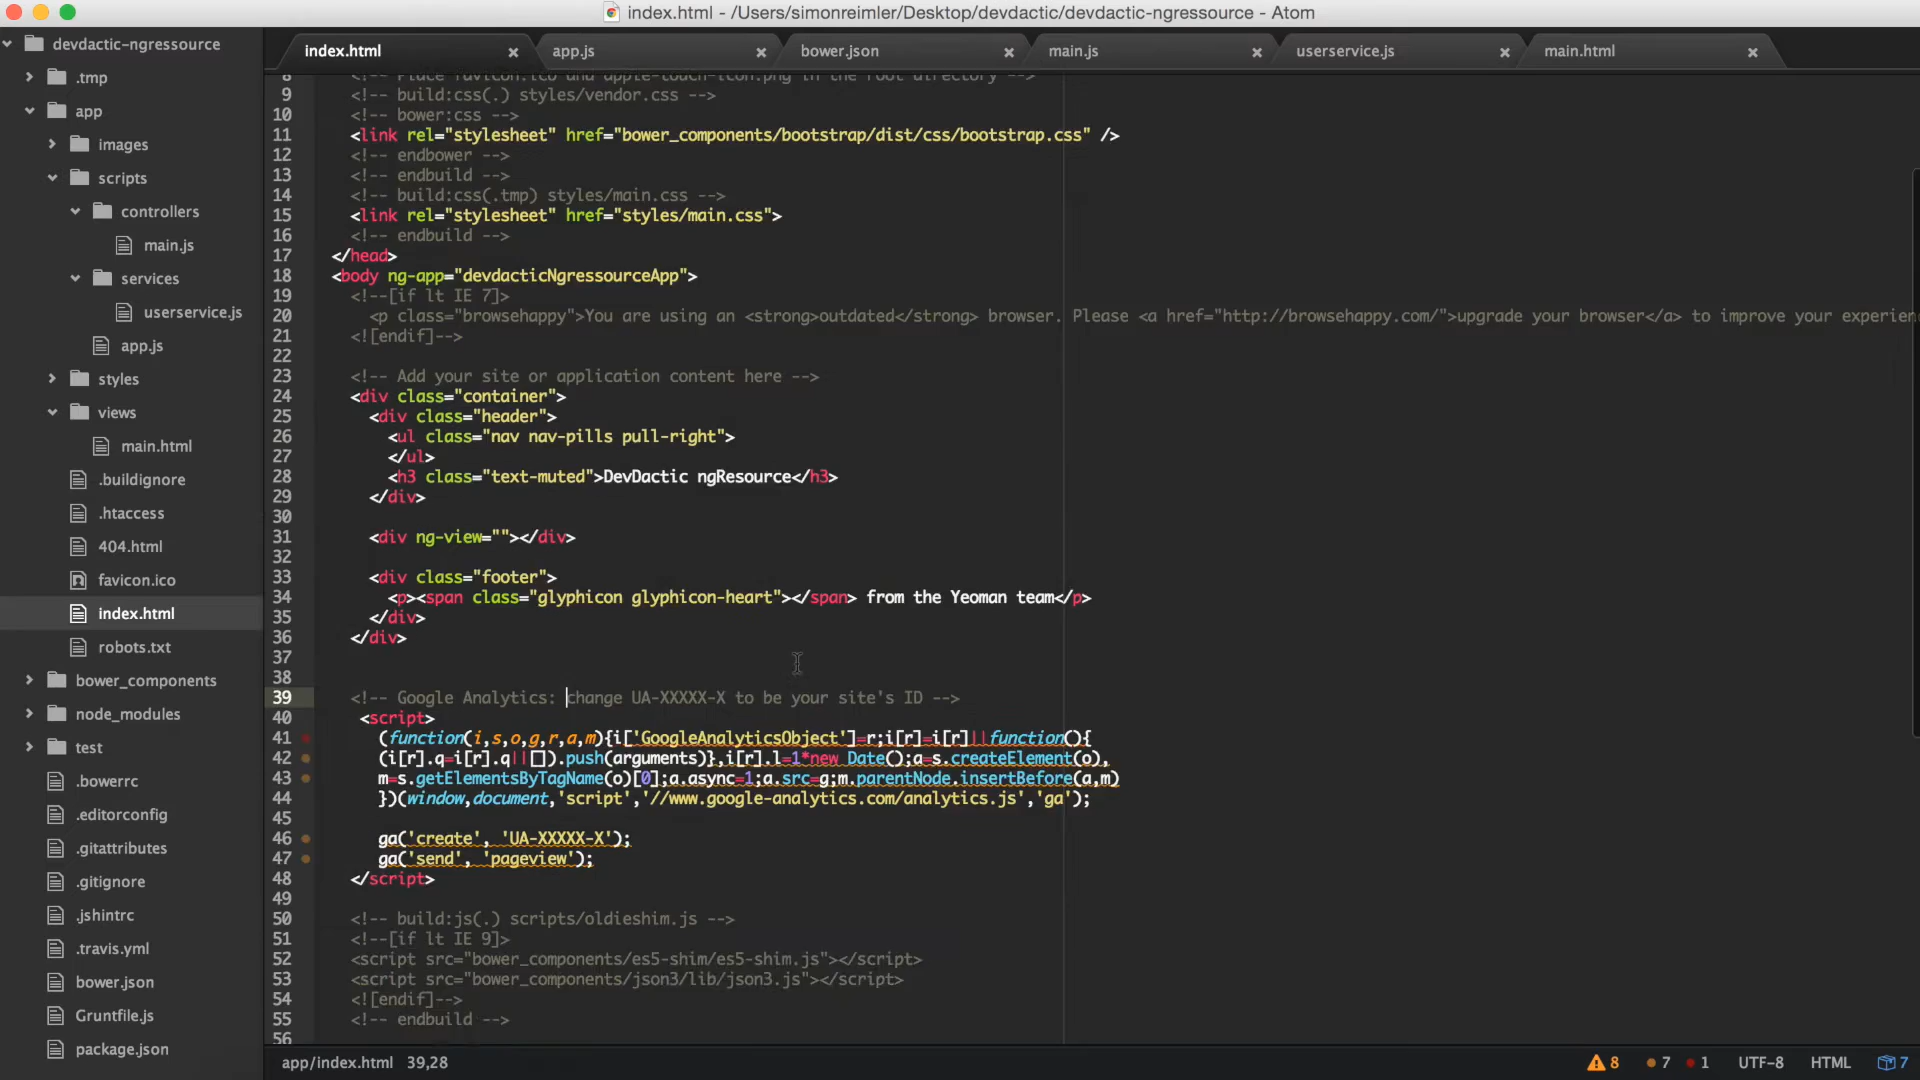 index.html - /Users/simonreimler/Desktop/devdactic/devdactic-ngressource - Atom
devdactic-ngressource
.tmp
app
images
scripts
controllers
main.js
services
userservice.js
app.js
styles
views
main.html
.buildignore
.htaccess
404.html
favicon.ico
index.html
robots.txt
bower_components
node_modules
test
.bowerrc
.editorconfig
.gitattributes
.gitignore
.jshintrc
.travis.yml
bower.json
Gruntfile.js
package.json
index.html
app.js
bower.json
main.js
userservice.js
main.html
8 <!-- Place favicon.ico and apple-touch-icon.png in the root directory -->
9 <!-- build:css(.) styles/vendor.css -->
10 <!-- bower:css -->
11 <link rel="stylesheet" href="bower_components/bootstrap/dist/css/bootstrap.css" />
12 <!-- endbower -->
13 <!-- endbuild -->
14 <!-- build:css(.tmp) styles/main.css -->
15 <link rel="stylesheet" href="styles/main.css">
16 <!-- endbuild -->
17 </head>
18 <body ng-app="devdacticNgressourceApp">
19 <!--[if lt IE 7]>
20 <p class="browsehappy">You are using an <strong>outdated</strong> browser. Please <a href="http://browsehappy.com/">upgrade your browser</a> to improve your experien
21 <![endif]-->
22
23 <!-- Add your site or application content here -->
24 <div class="container">
25 <div class="header">
26 <ul class="nav nav-pills pull-right">
27 </ul>
28 <h3 class="text-muted">DevDactic ngResource</h3>
29 </div>
30
31 <div ng-view=""></div>
32
33 <div class="footer">
34 <p><span class="glyphicon glyphicon-heart"></span> from the Yeoman team</p>
35 </div>
36 </div>
37
38
39 <!-- Google Analytics: change UA-XXXXX-X to be your site's ID -->
40 <script>
41 (function(i,s,o,g,r,a,m){i['GoogleAnalyticsObject']=r;i[r]=i[r]||function(){
42 (i[r].q=i[r].q||[]).push(arguments)},i[r].l=1*new Date();a=s.createElement(o),
43 m=s.getElementsByTagName(o)[0];a.async=1;a.src=g;m.parentNode.insertBefore(a,m)
44 })(window,document,'script','//www.google-analytics.com/analytics.js','ga');
45
46 ga('create', 'UA-XXXXX-X');
47 ga('send', 'pageview');
48 </script>
49
50 <!-- build:js(.) scripts/oldieshim.js -->
51 <!--[if lt IE 9]>
52 <script src="bower_components/es5-shim/es5-shim.js"></script>
53 <script src="bower_components/json3/lib/json3.js"></script>
54 <![endif]-->
55 <!-- endbuild -->
56
app/index.html 39,28
8 7 1 UTF-8 HTML 7